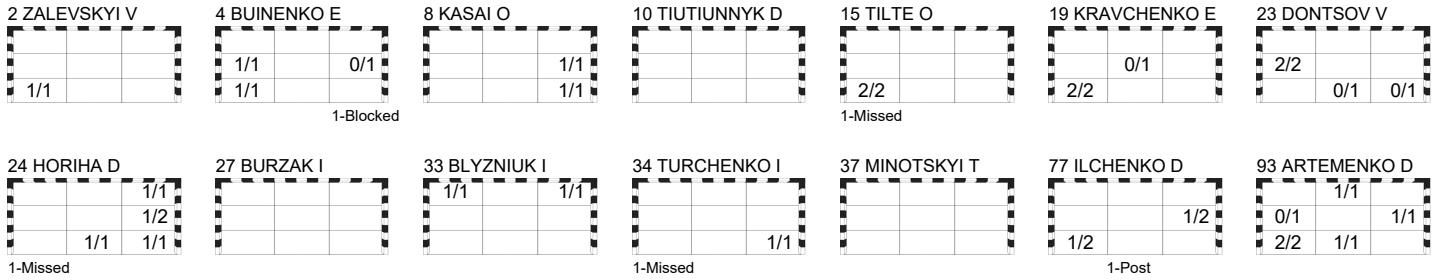 2 ZALEVSKYI V 4 BUINENKO E 8 KASAI O 10 TIUTIUNNYK D 15 TILTE O 19 KRAVCHENKO E 23 DONTSOV V
1/1 0/1 1/1 0/1 2/2
1/1 1/1 1/1 2/2 2/2 0/1 0/1
1-Blocked 1-Missed
24 HORIHA D 27 BURZAK I 33 BLYZNIUK I 34 TURCHENKO I 37 MINOTSKYI T 77 ILCHENKO D 93 ARTEMENKO D
1/1 1/1 1/1 1/1
1/2 1/2 0/1 1/1
1/1 1/1 1/1 1/2 2/2 1/1
1-Missed 1-Missed 1-Post